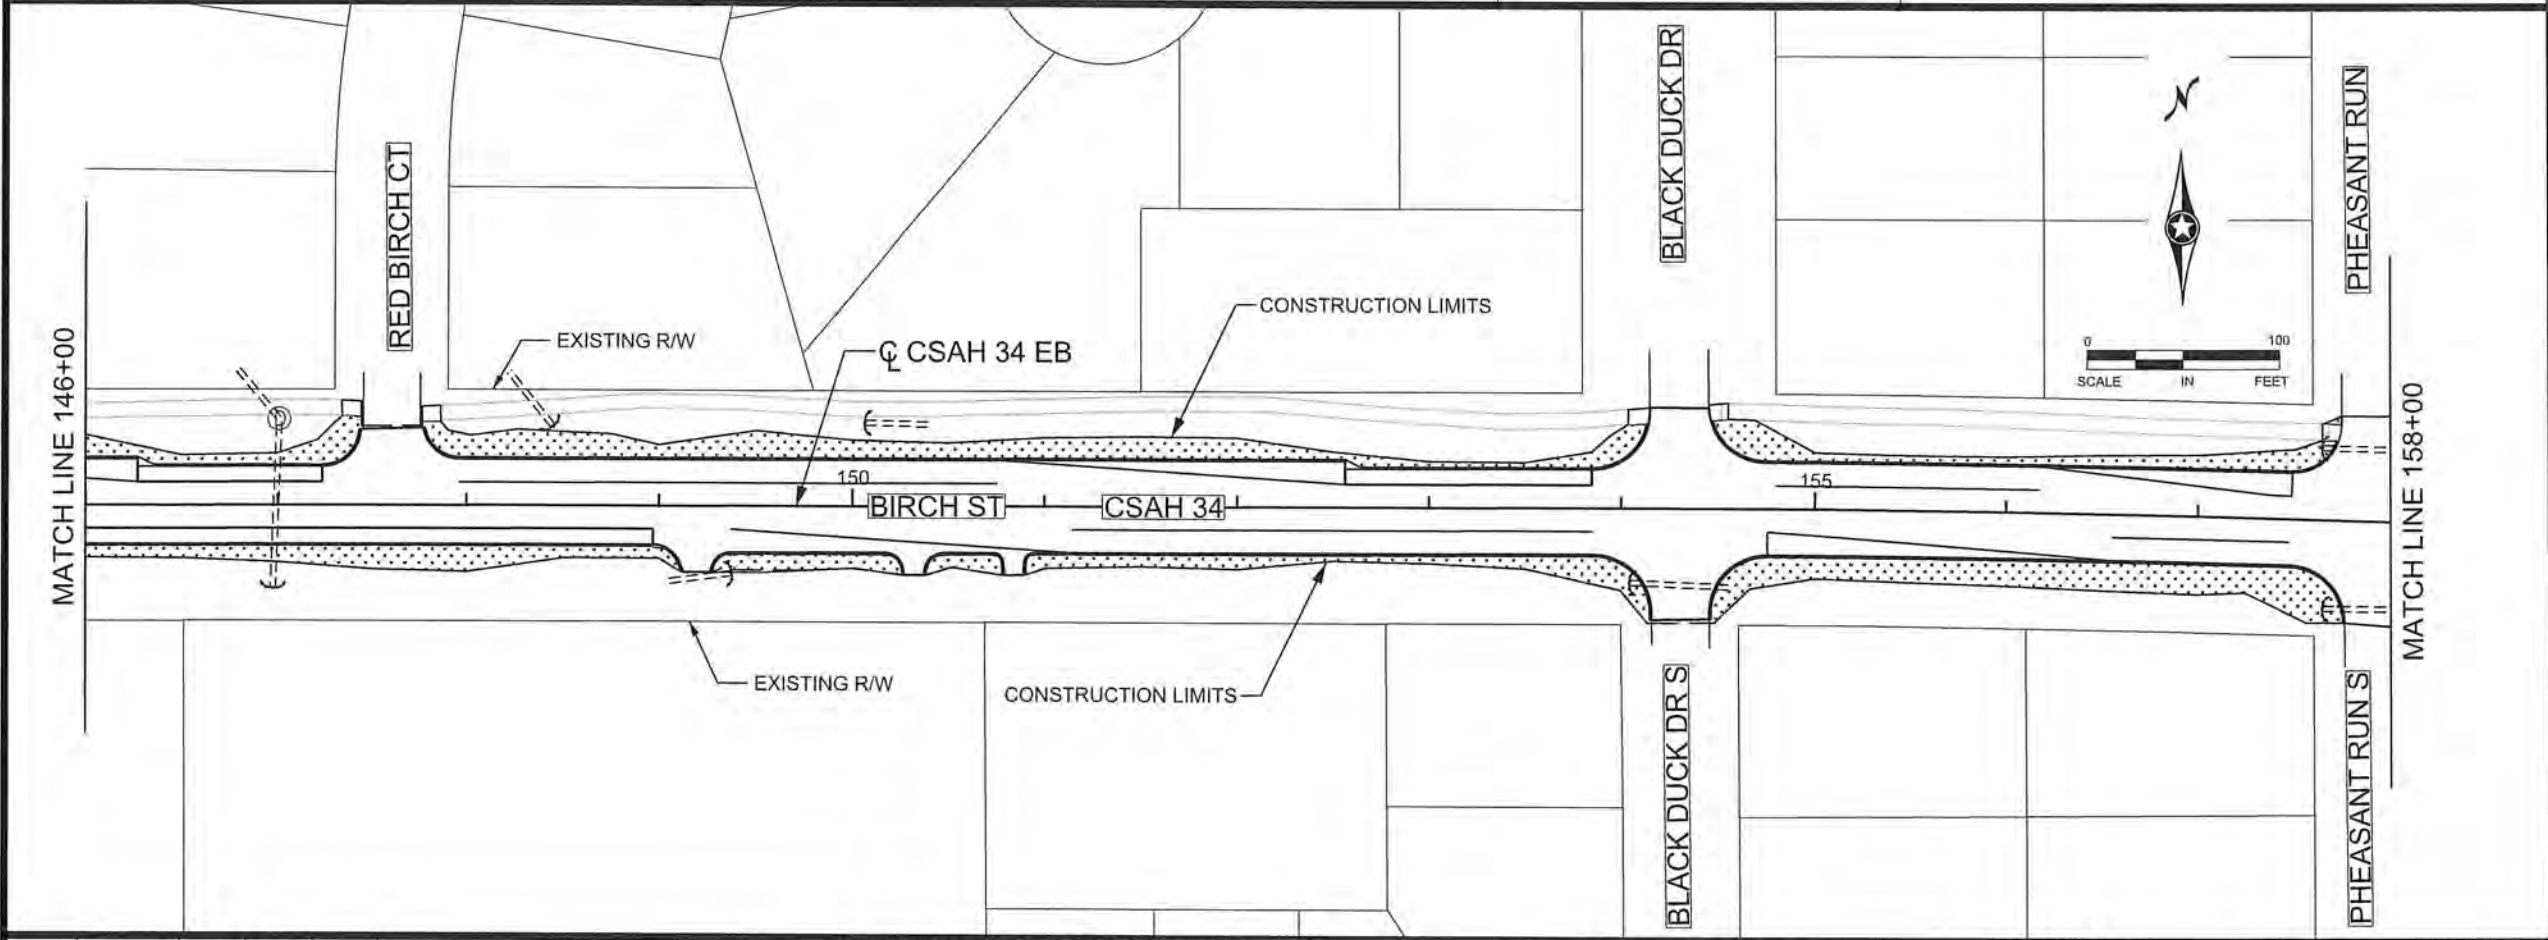 MATCH LINE 146+00
RED BIRCH CT
EXISTING R/W
℄ CSAH 34 EB
CONSTRUCTION LIMITS
BLACK DUCK DR
N
0 100
SCALE IN FEET
PHEASANT RUN
150
BIRCH ST
CSAH 34
155
MATCH LINE 158+00
EXISTING R/W
CONSTRUCTION LIMITS
BLACK DUCK DR S
PHEASANT RUN S